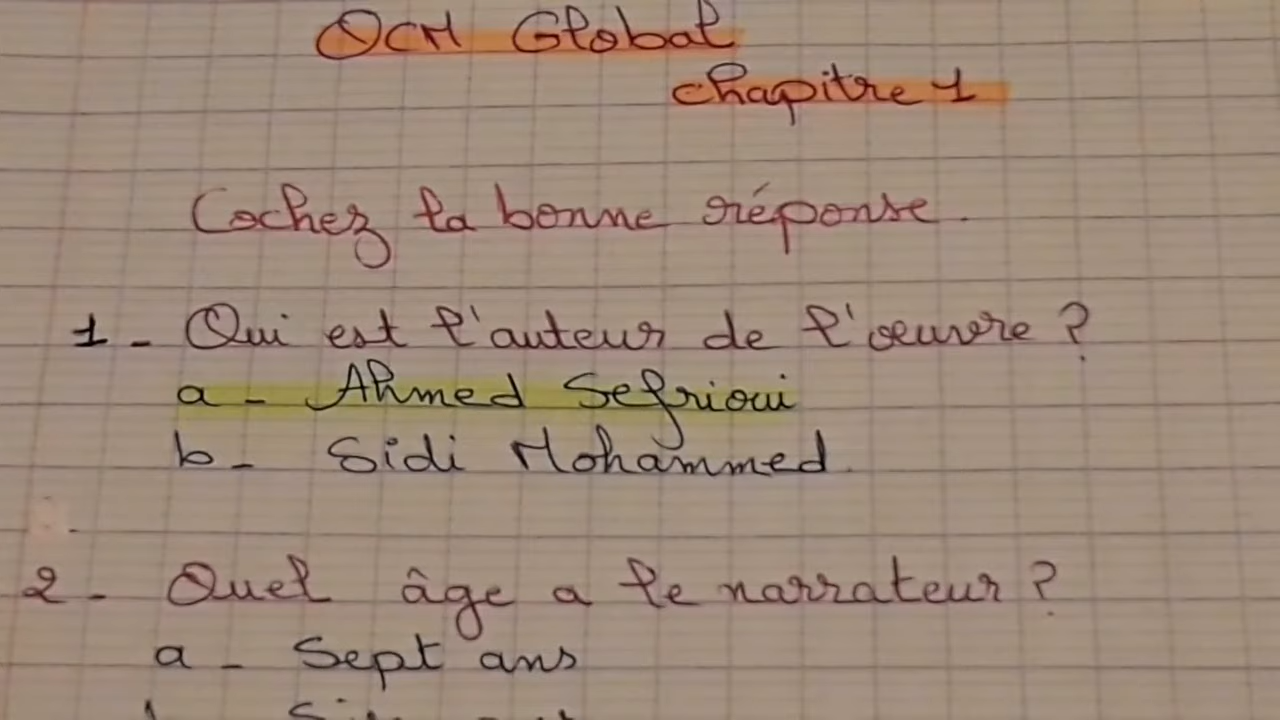 QCM Global
chapitre 1
Cochez la bonne réponse.
1 - Qui est l'auteur de l'oeuvre ?
a - Ahmed Sefrioui
b - Sidi Mohammed
2 - Quel âge a le narrateur ?
a - Sept ans